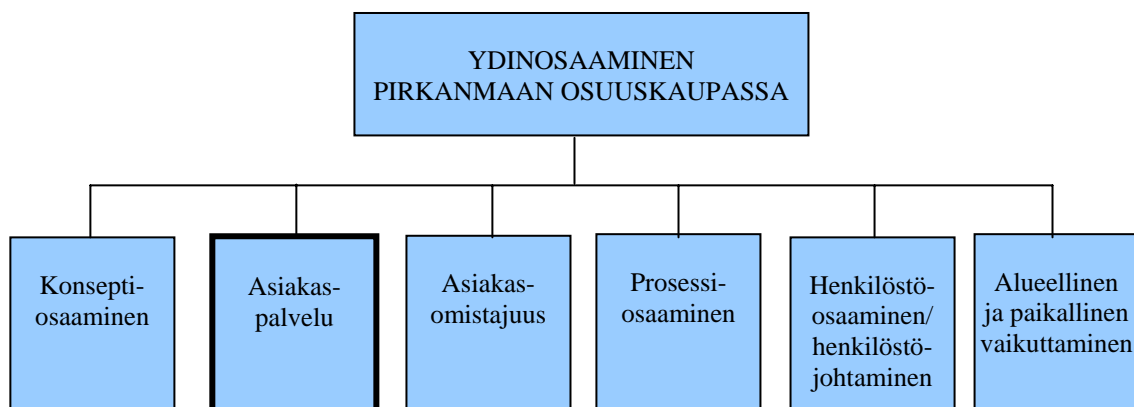 YDINOSAAMINEN
PIRKANMAAN OSUUSKAUPASSA
Konsepti-
osaaminen
Asiakas-
palvelu
Asiakas-
omistajuus
Prosessi-
osaaminen
Henkilöstö-
osaaminen/
henkilöstö-
johtaminen
Alueellinen
ja paikallinen
vaikuttaminen